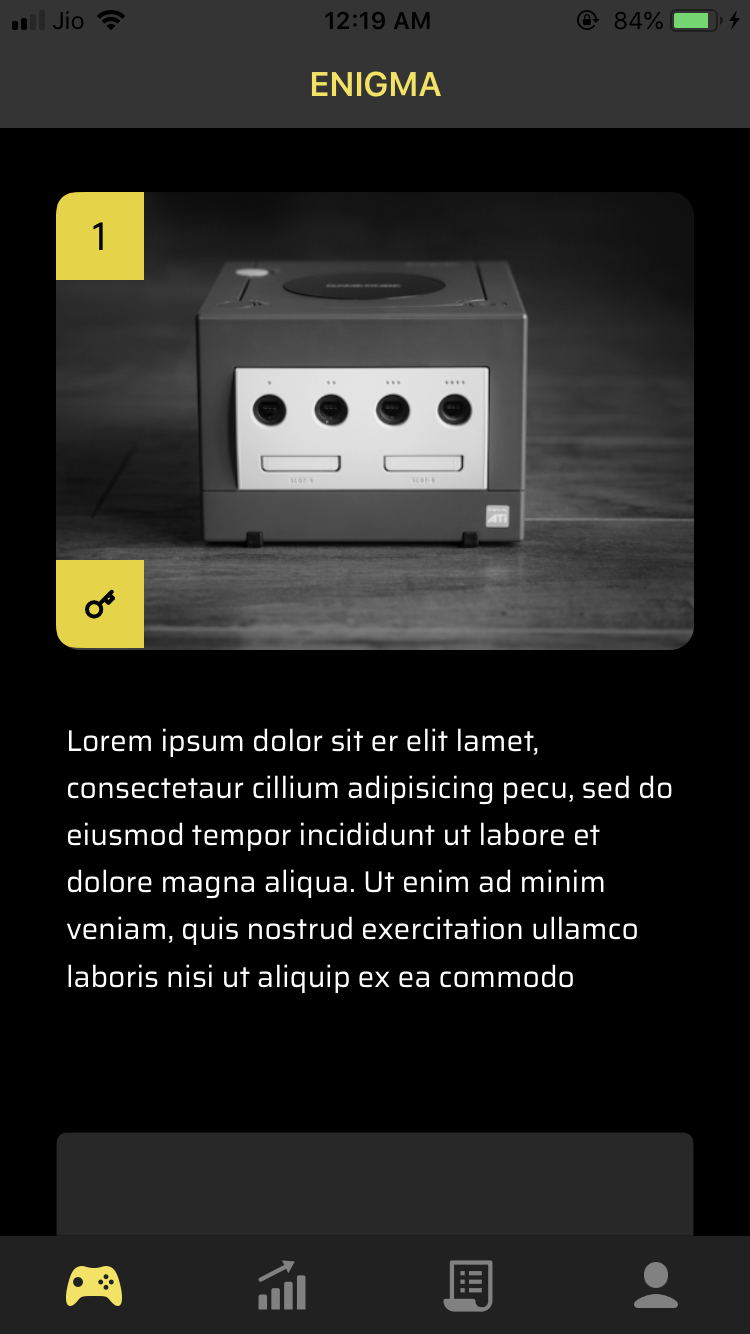 Jio 12:19 AM 84%
ENIGMA
1
GAMECUBE
ATI
Lorem ipsum dolor sit er elit lamet,
consectetaur cillium adipisicing pecu, sed do
eiusmod tempor incididunt ut labore et
dolore magna aliqua. Ut enim ad minim
veniam, quis nostrud exercitation ullamco
laboris nisi ut aliquip ex ea commodo